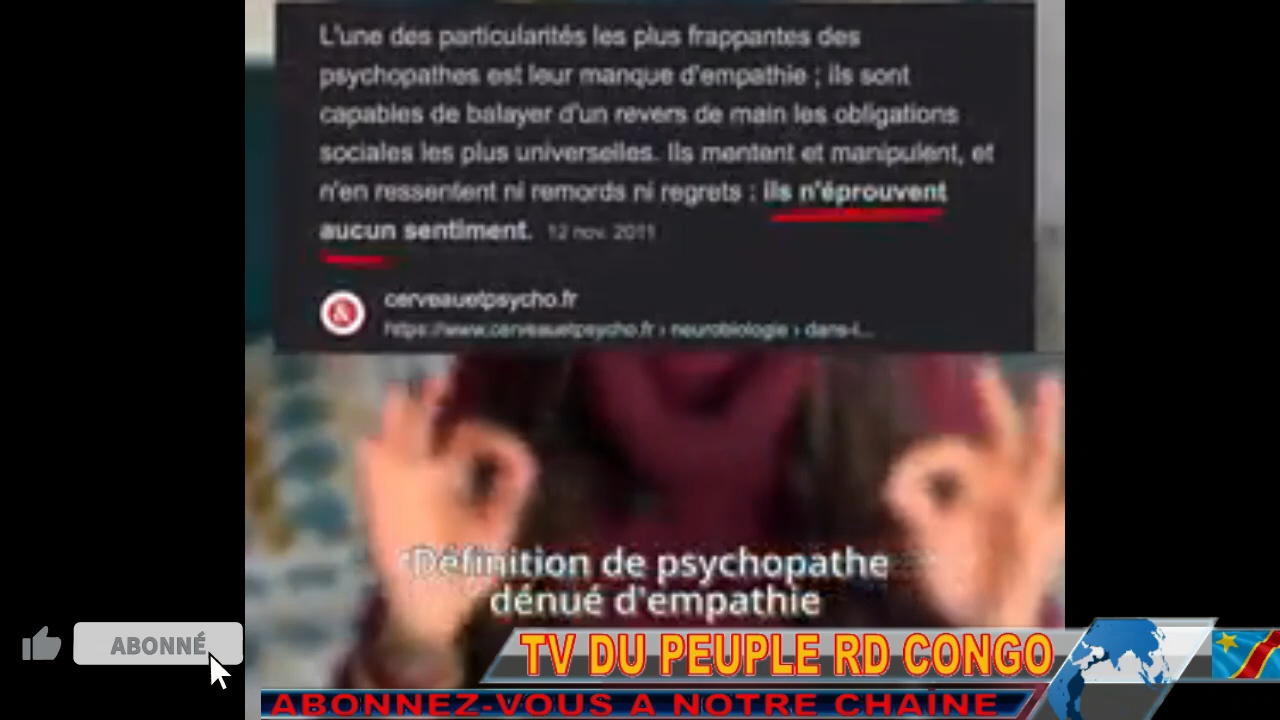 L'une des particularités les plus frappantes des
psychopathes est leur manque d'empathie ; ils sont
capables de balayer d'un revers de main les obligations
sociales les plus universelles. Ils mentent et manipulent, et
n'en ressentent ni remords ni regrets : ils n'éprouvent
aucun sentiment. 12 nov. 2011
&
cerveauetpsycho.fr
https://www.cerveauetpsycho.fr › neurobiologie › dans-l...
Définition de psychopathe
dénué d'empathie
ABONNÉ
TV DU PEUPLE RD CONGO
ABONNEZ-VOUS A NOTRE CHAINE